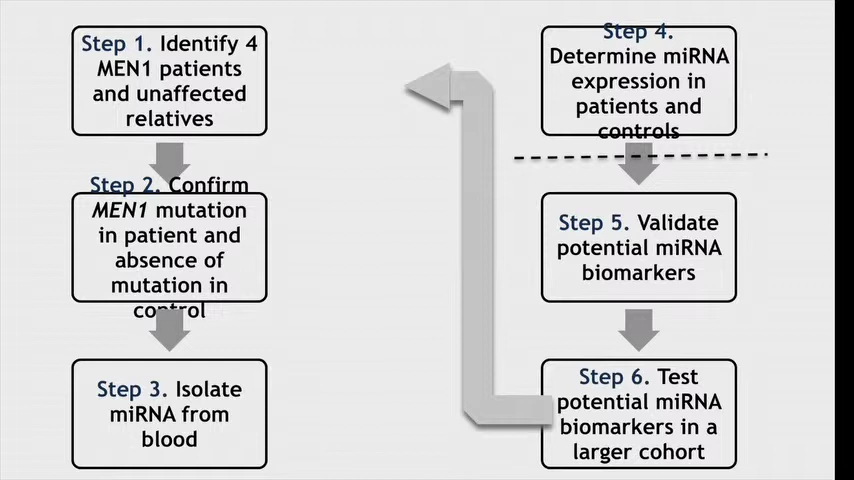 Step 1. Identify 4
MEN1 patients
and unaffected
relatives
Step 2. Confirm
MEN1 mutation
in patient and
absence of
mutation in
control
Step 3. Isolate
miRNA from
blood
Step 4.
Determine miRNA
expression in
patients and
controls
Step 5. Validate
potential miRNA
biomarkers
Step 6. Test
potential miRNA
biomarkers in a
larger cohort